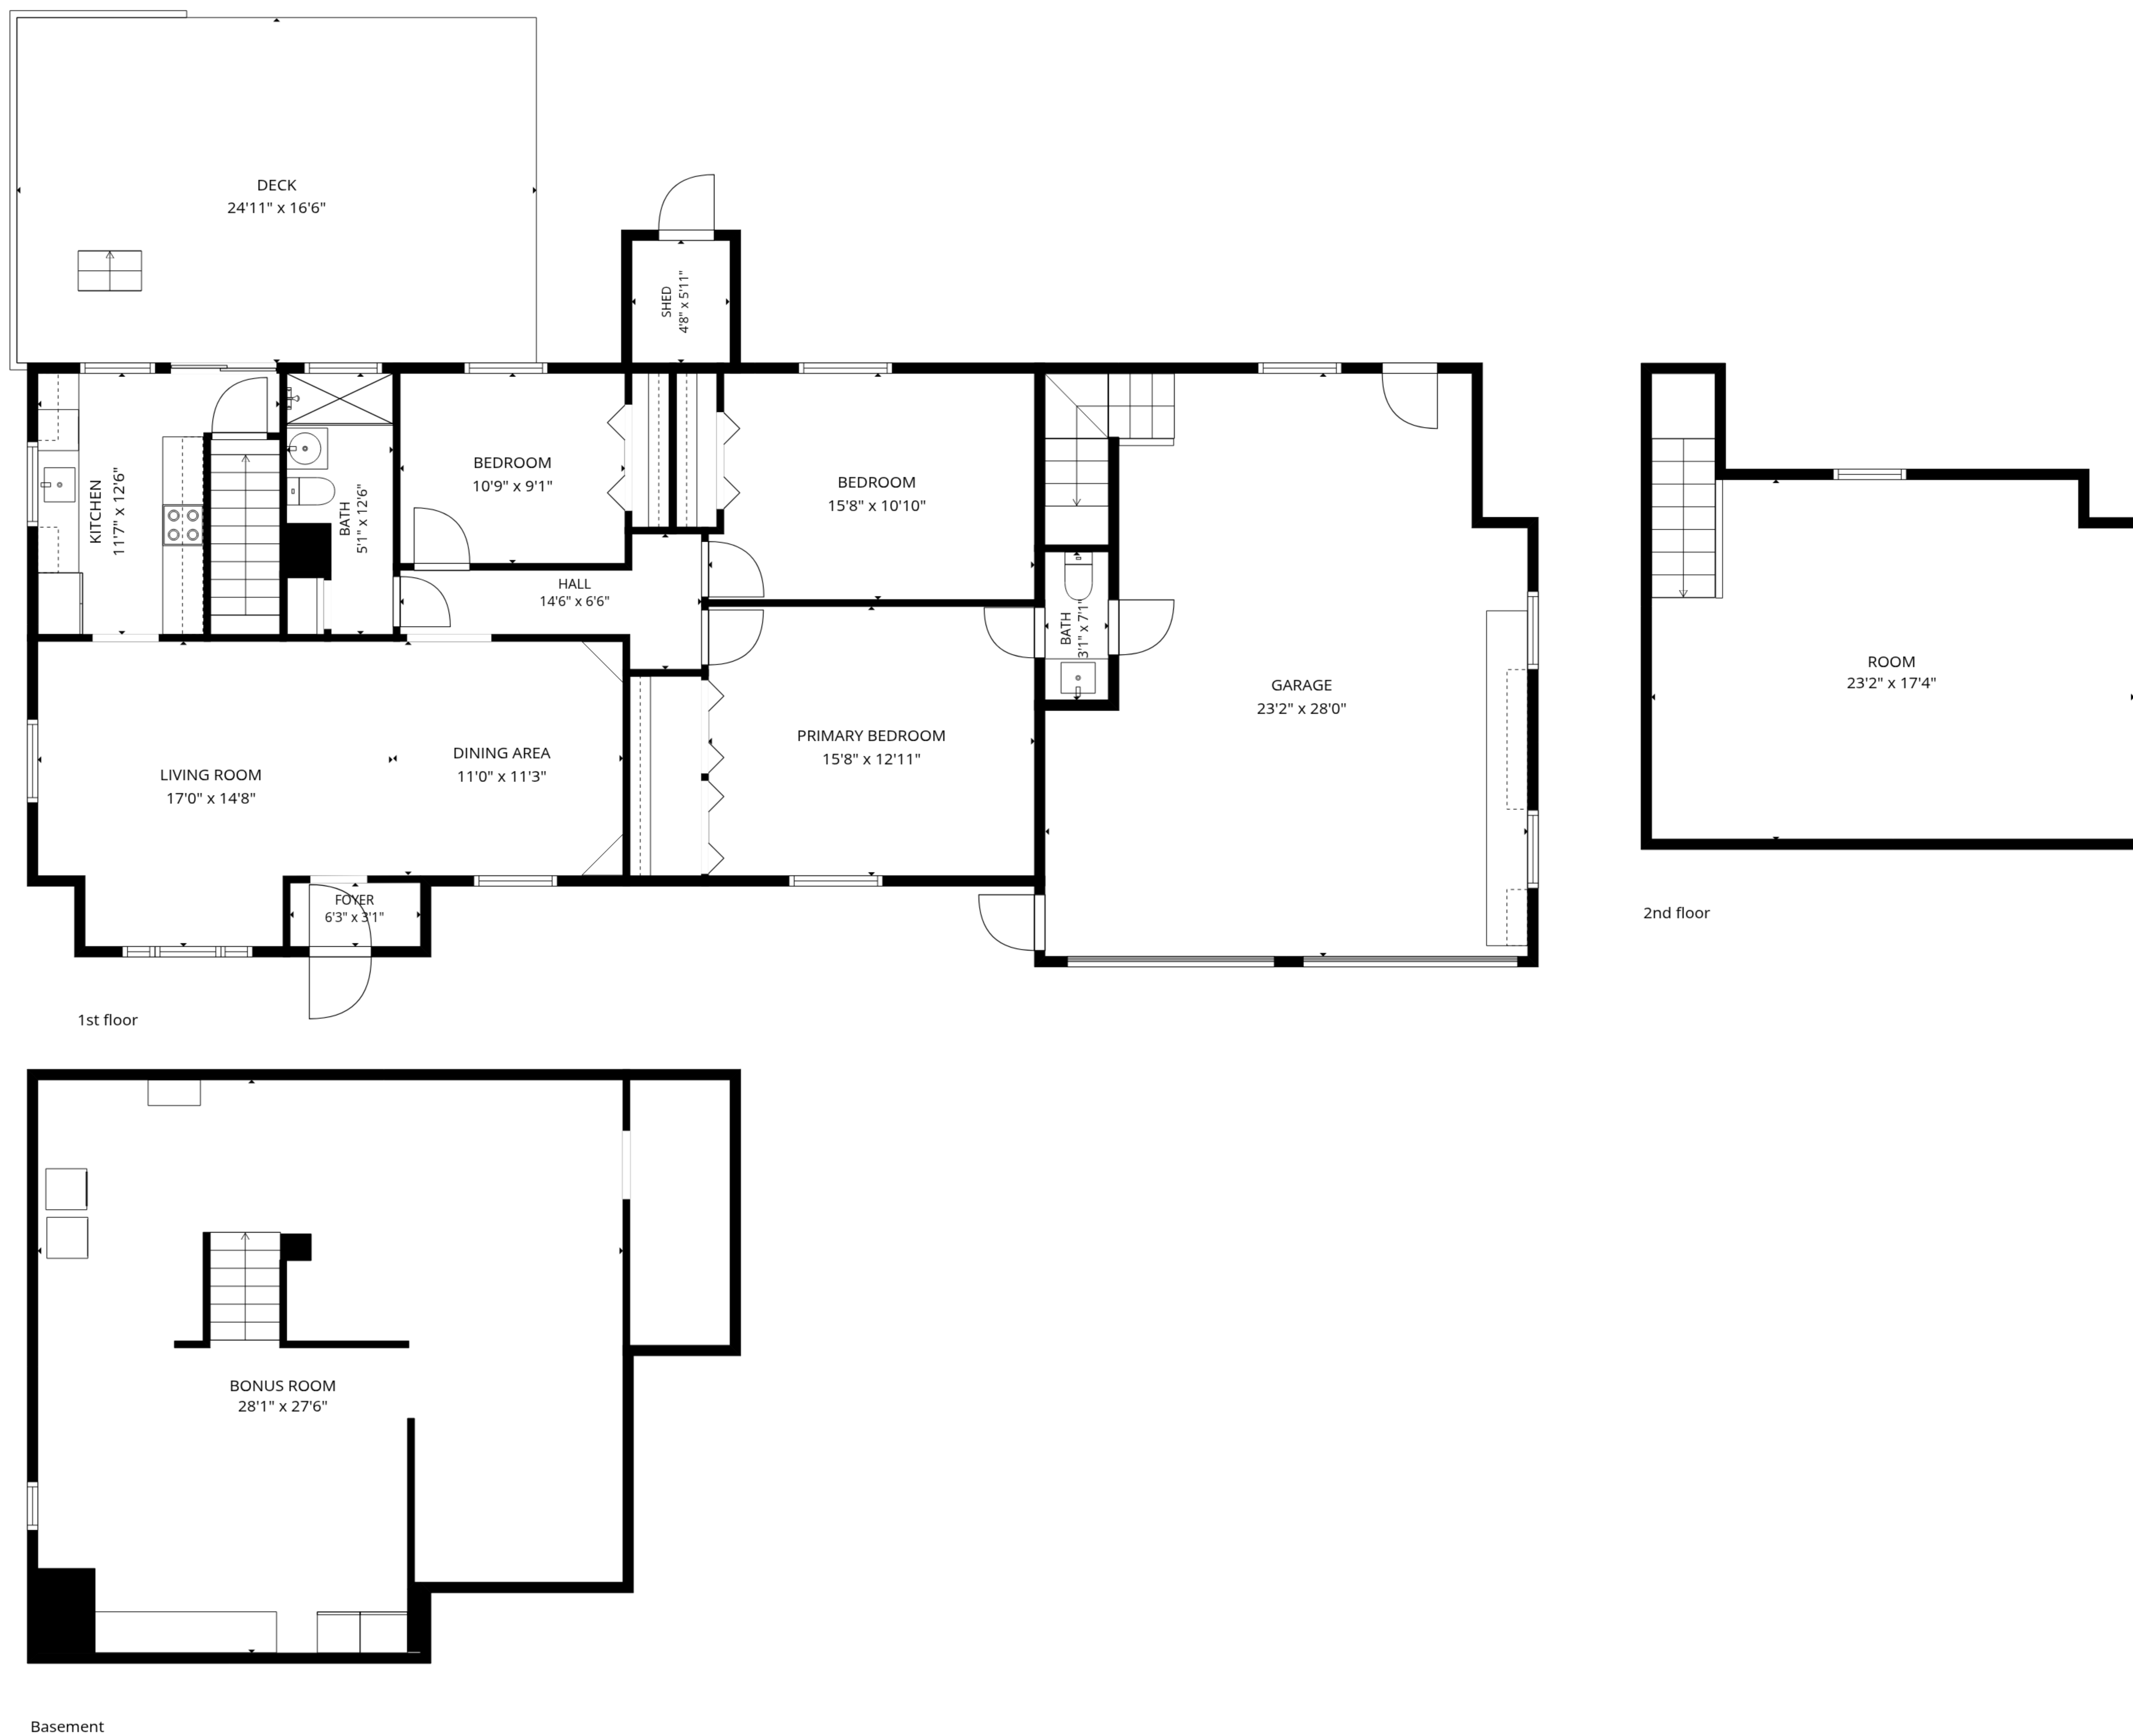 DECK
24'11" x 16'6"
SHED
4'8" x 5'11"
KITCHEN
11'7" x 12'6"
BATH
5'1" x 12'6"
BEDROOM
10'9" x 9'1"
BEDROOM
15'8" x 10'10"
HALL
14'6" x 6'6"
BATH
3'1" x 7'1"
GARAGE
23'2" x 28'0"
ROOM
23'2" x 17'4"
LIVING ROOM
17'0" x 14'8"
DINING AREA
11'0" x 11'3"
PRIMARY BEDROOM
15'8" x 12'11"
FOYER
6'3" x 3'1"
2nd floor
1st floor
BONUS ROOM
28'1" x 27'6"
Basement